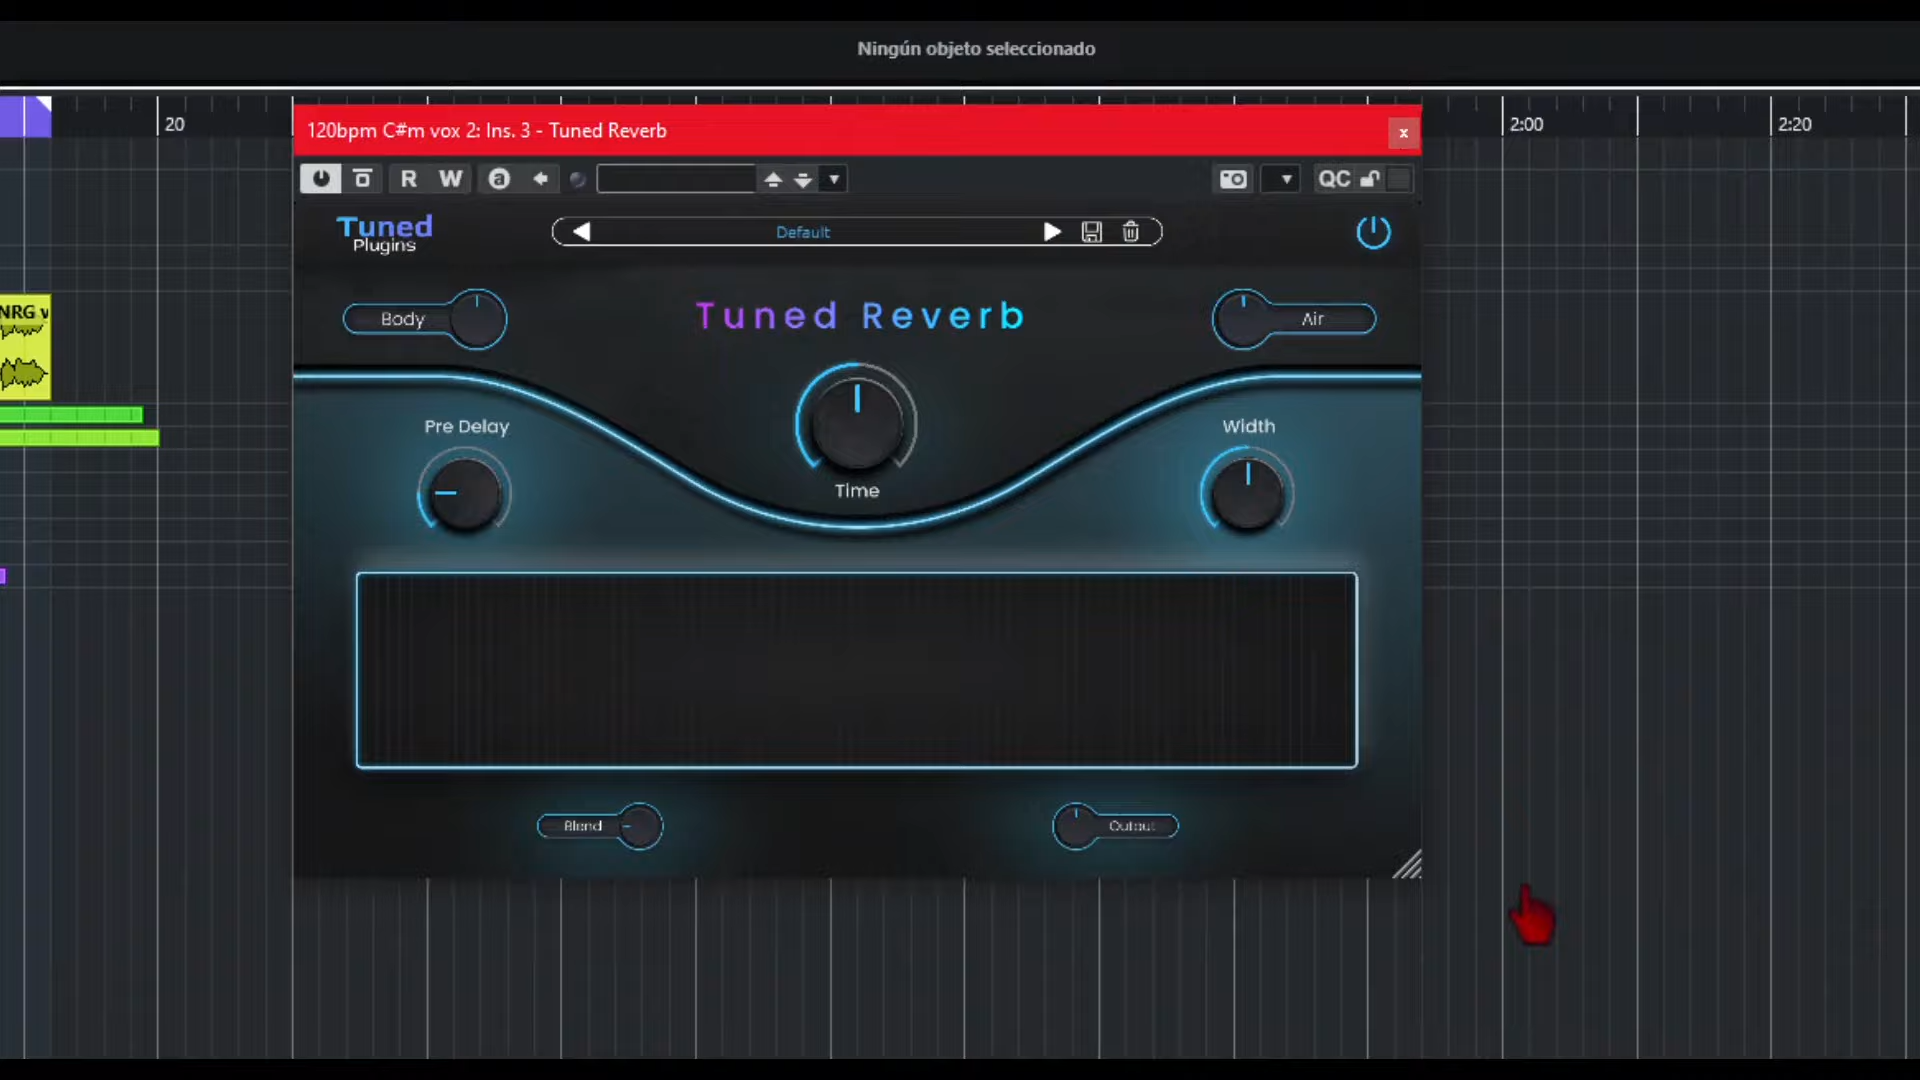 Ningún objeto seleccionado
20
2:00
2:20
120bpm C#m vox 2: Ins. 3 - Tuned Reverb
x
R W a QC
Tuned
Plugins
Default
NRG v
Body
Tuned Reverb
Air
Pre Delay
Width
Time
Blend
Output